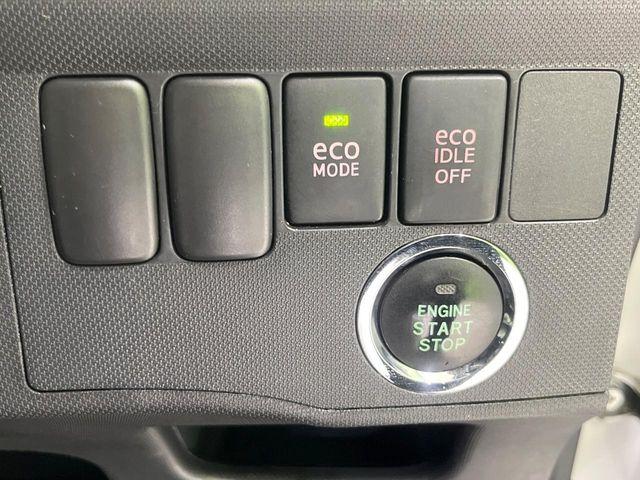 eco
MODE
eco
IDLE
OFF
ENGINE
START
STOP